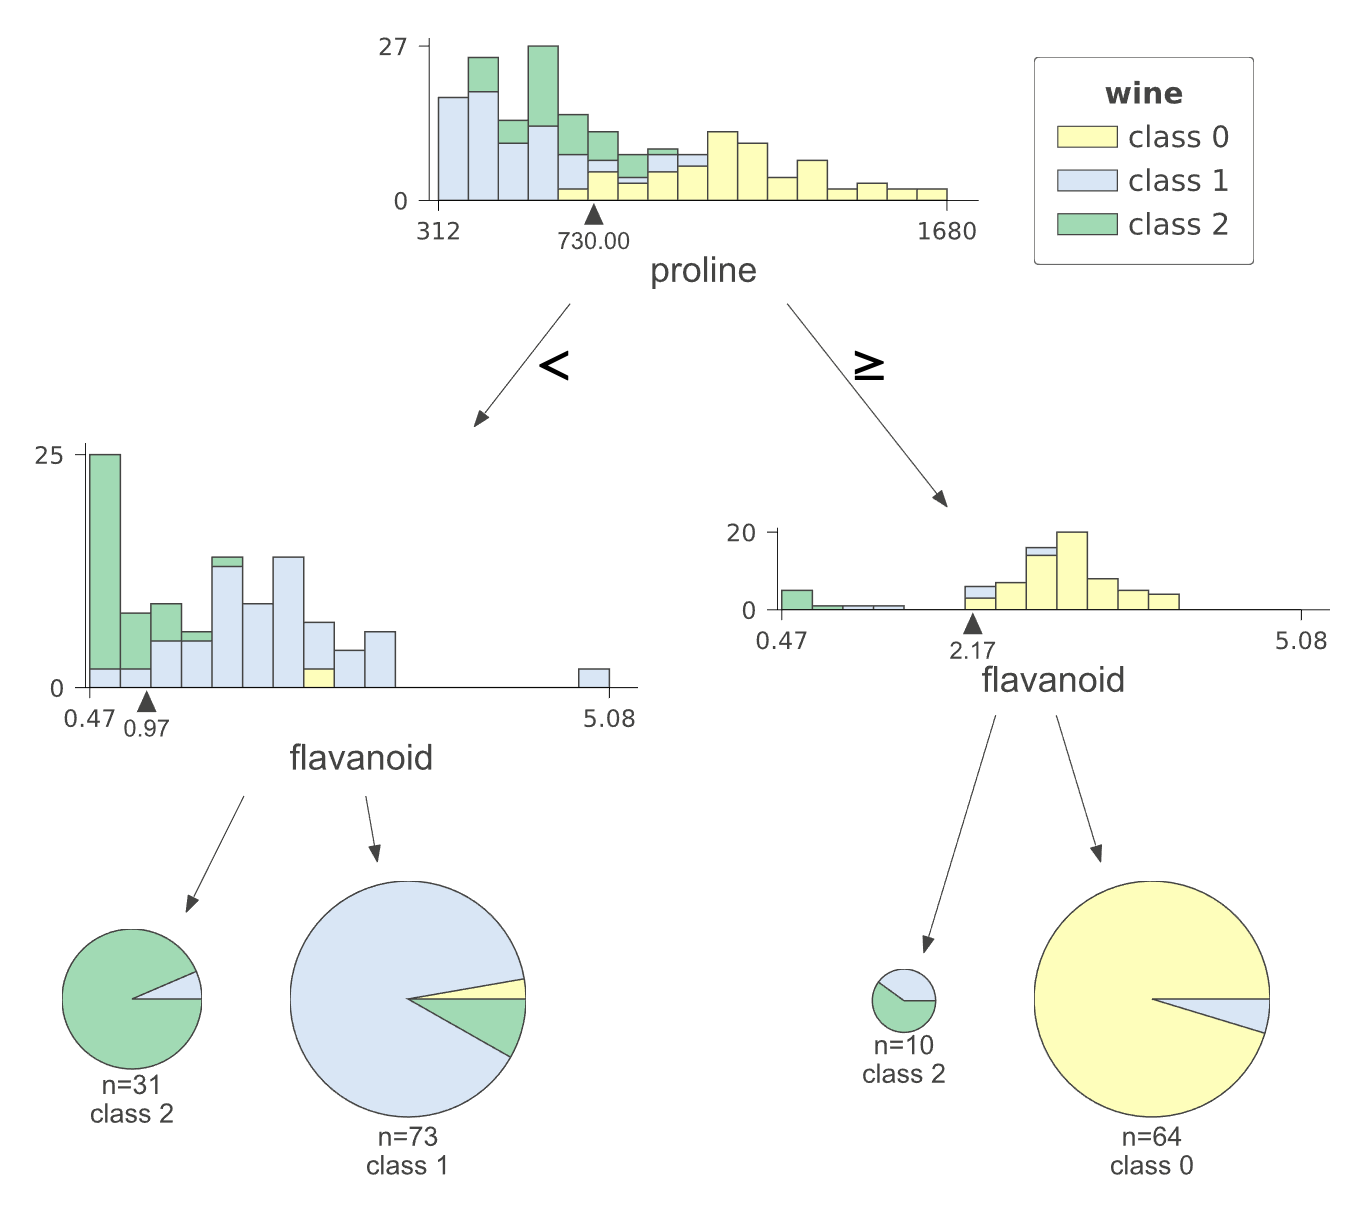 27
0
312
730.00
1680
proline
wine
class 0
class 1
class 2
<
≥
25
0
0.47
0.97
5.08
flavanoid
20
0
0.47
2.17
5.08
flavanoid
n=31
class 2
n=73
class 1
n=10
class 2
n=64
class 0